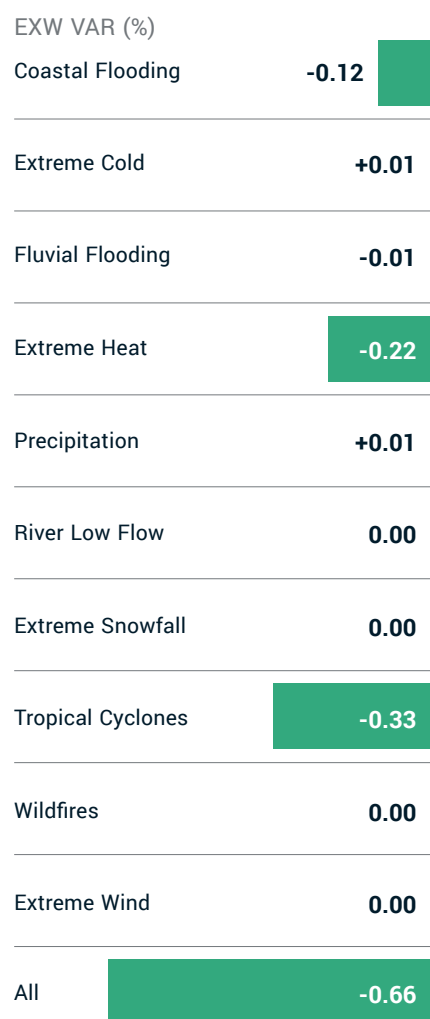 EXW VAR (%)
Coastal Flooding -0.12
Extreme Cold +0.01
Fluvial Flooding -0.01
Extreme Heat -0.22
Precipitation +0.01
River Low Flow 0.00
Extreme Snowfall 0.00
Tropical Cyclones -0.33
Wildfires 0.00
Extreme Wind 0.00
All -0.66